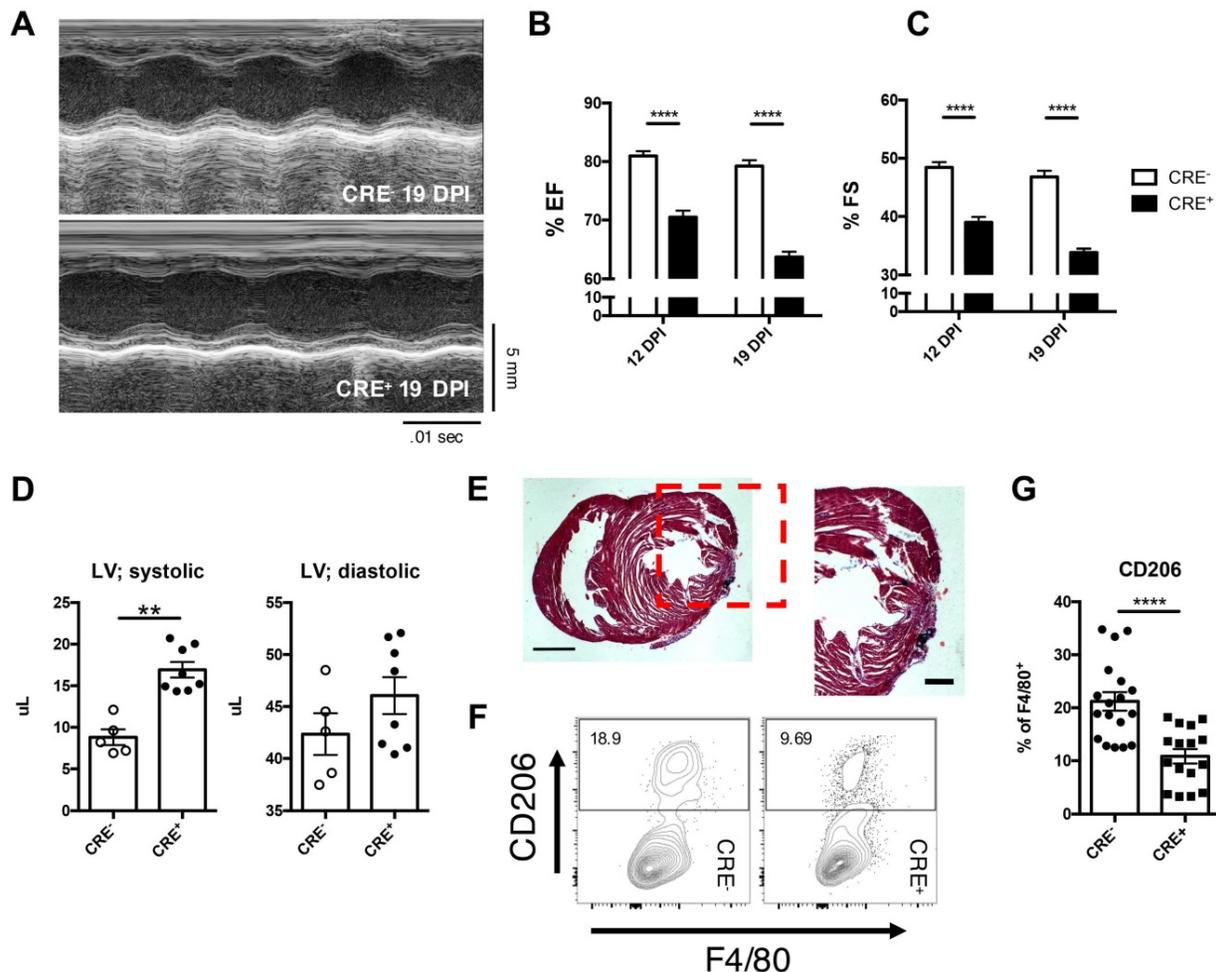 A
CRE- 19 DPI
CRE+ 19 DPI
5 mm
.01 sec
B
% EF
90
80
70
60
10
0
****
****
12 DPI
19 DPI
C
% FS
60
50
40
30
10
0
****
****
12 DPI
19 DPI
CRE-
CRE+
D
LV; systolic
uL
25
20
15
10
5
0
**
CRE-
CRE+
LV; diastolic
uL
55
50
45
40
35
CRE-
CRE+
E
F
CD206
18.9
CRE-
9.69
CRE+
F4/80
G
CD206
% of F4/80+
40
30
20
10
0
****
CRE-
CRE+